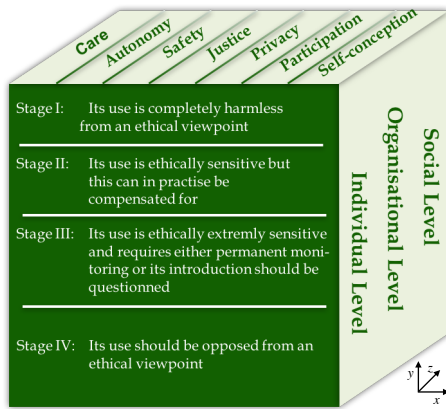 Care
Autonomy
Safety
Justice
Privacy
Participation
Self-conception
Stage I: Its use is completely harmless
from an ethical viewpoint
Stage II: Its use is ethically sensitive but
this can in practise be
compensated for
Stage III: Its use is ethically extremly sensitive
and requires either permanent moni-
toring or its introduction should be
questionned
Stage IV: Its use should be opposed from an
ethical viewpoint
Individual Level
Organisational Level
Social Level
y
z
x